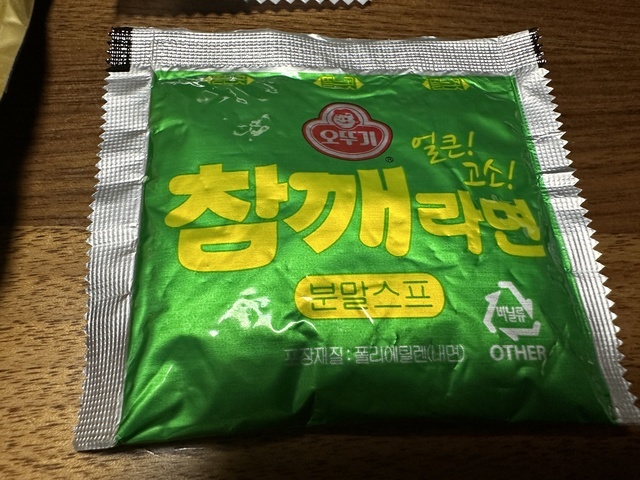 오뚜기
얼큰!
고소!
참깨라면
분말스프
비닐류
OTHER
포장재질 : 폴리에틸렌(내면)